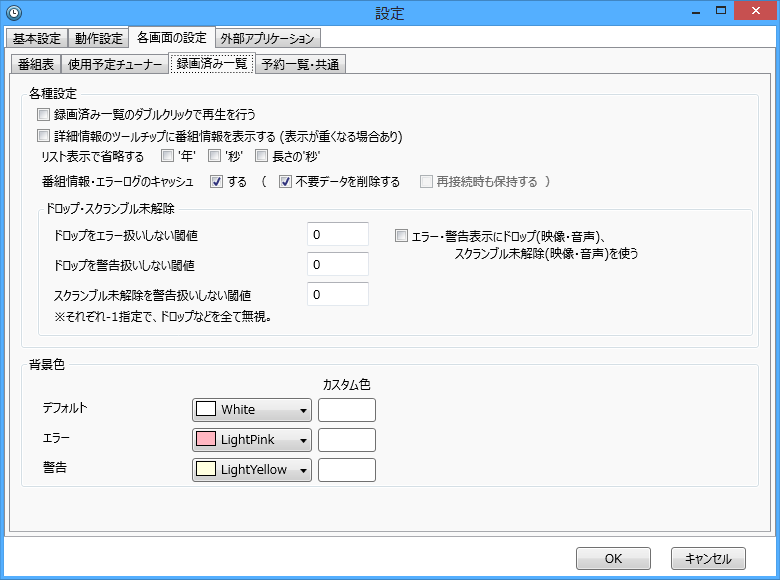 設定
基本設定 動作設定 各画面の設定 外部アプリケーション
番組表 使用予定チューナー 録画済み一覧 予約一覧・共通
各種設定
録画済み一覧のダブルクリックで再生を行う
詳細情報のツールチップに番組情報を表示する (表示が重くなる場合あり)
リスト表示で省略する '年' '秒' 長さの'秒'
番組情報・エラーログのキャッシュ する ( 不要データを削除する 再接続時も保持する )
ドロップ・スクランブル未解除
ドロップをエラー扱いしない閾値 0 エラー・警告表示にドロップ(映像・音声)、
スクランブル未解除(映像・音声)を使う
ドロップを警告扱いしない閾値 0
スクランブル未解除を警告扱いしない閾値 0
※それぞれ-1指定で、ドロップなどを全て無視。
背景色
カスタム色
デフォルト White
エラー LightPink
警告 LightYellow
OK キャンセル